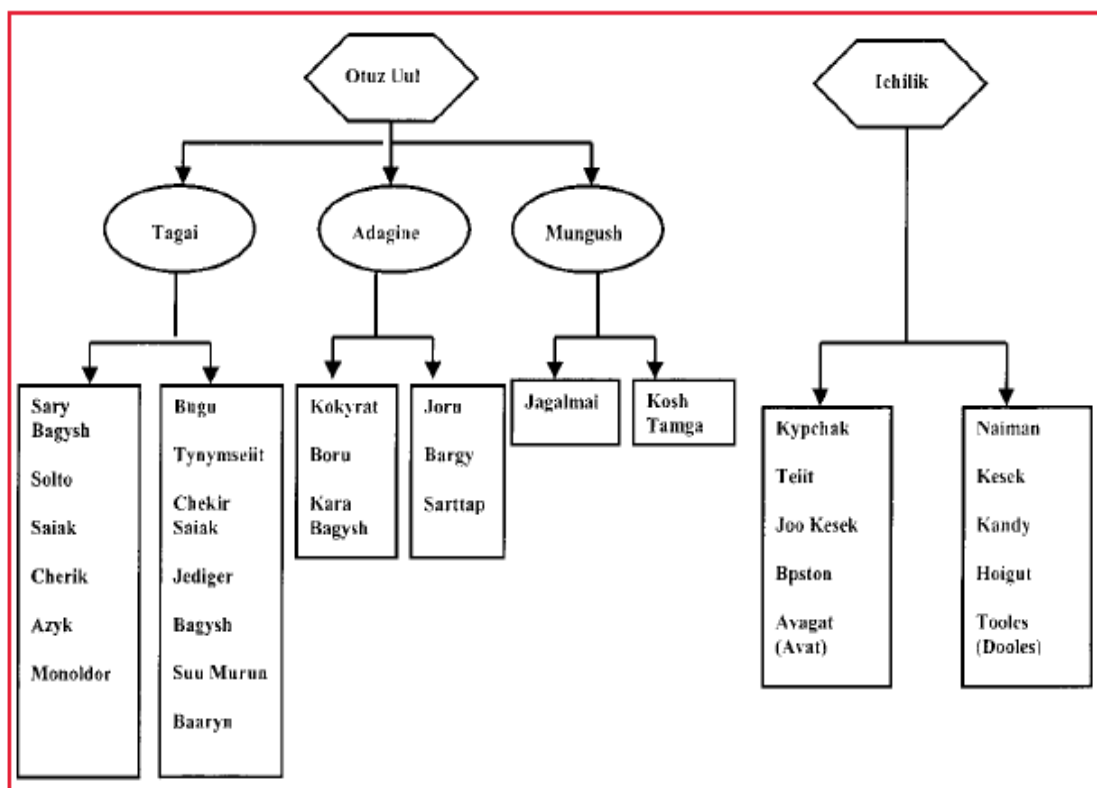 Otuz Uul
Ichilik
Tagai
Adagine
Mungush
Sary
Bagysh
Solto
Saiak
Cherik
Azyk
Monoldor
Bugu
Tynymseiit
Chekir
Saiak
Jediger
Bagysh
Suu Murun
Baaryn
Kokyrat
Boru
Kara
Bagysh
Joru
Bargy
Sarttap
Jagalmai
Kosh
Tamga
Kypchak
Teiit
Joo Kesek
Bpston
Avagat
(Avat)
Naiman
Kesek
Kandy
Hoigut
Tooles
(Dooles)